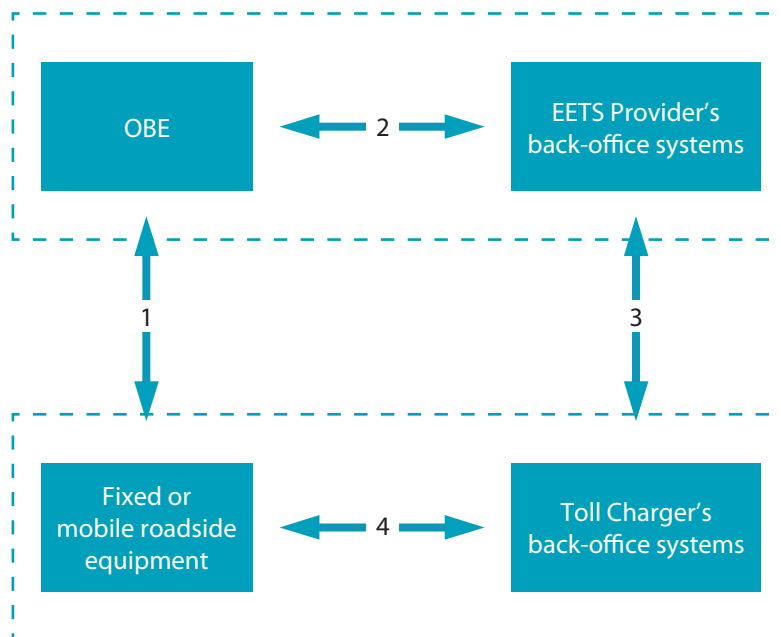 OBE
2
EETS Provider's
back-office systems
1
3
Fixed or
mobile roadside
equipment
4
Toll Charger's
back-office systems